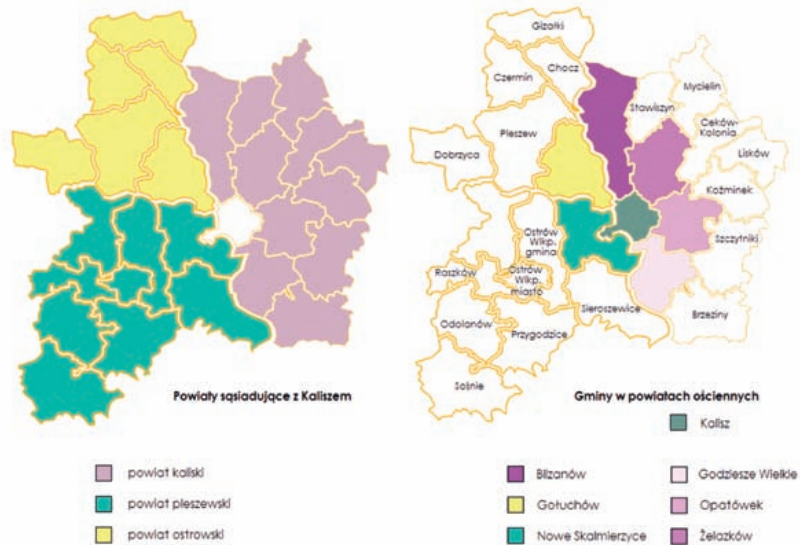 Gizałki
Chocz
Czermin
Pleszew
Dobrzyca
Stawiszyn
Mycielin
Ceków-
Kolonia
Lisków
Koźminek
Szczytniki
Ostrów
Wlkp.
gmina
Raszków
Ostrów
Wlkp.
miasto
Sieroszewice
Odolanów
Przygodzice
Brzeziny
Sośnie
Powiaty sąsiadujące z Kaliszem
Gminy w powiatach ościennych
Kalisz
powiat kaliski
powiat pleszewski
powiat ostrowski
Blizanów
Gołuchów
Nowe Skalmierzyce
Godziesze Wielkie
Opatówek
Żelazków